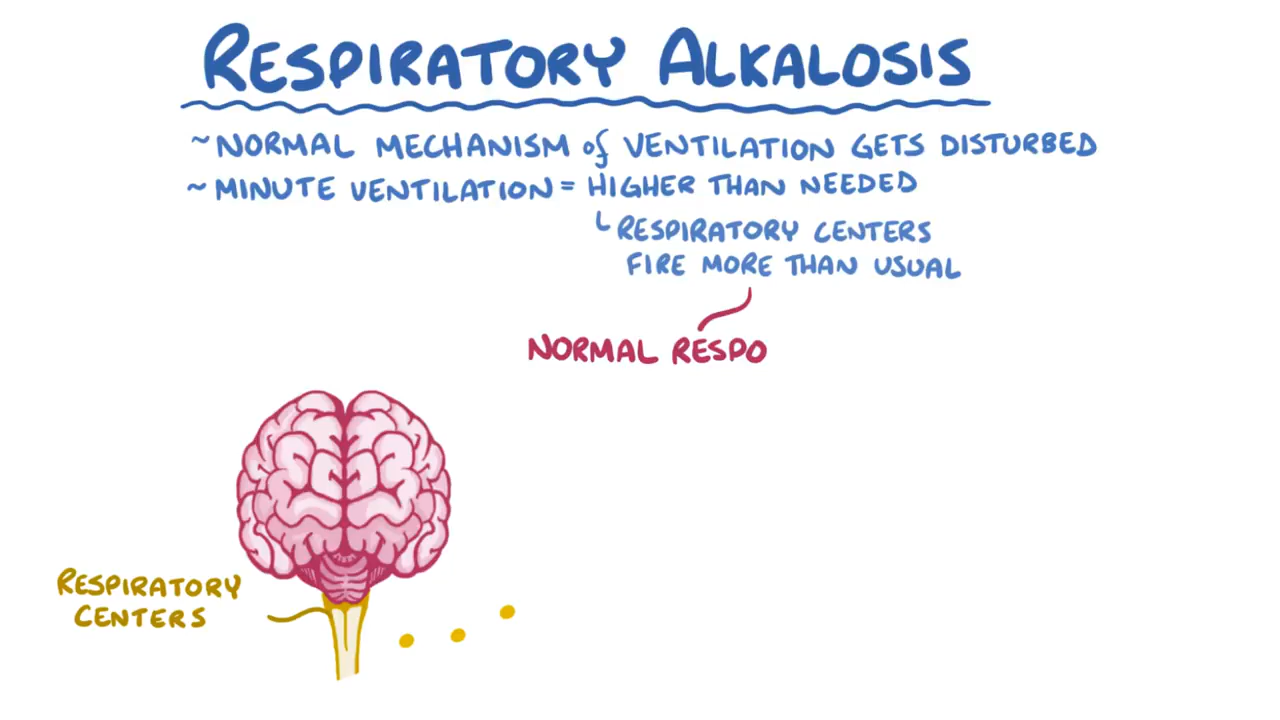 RESPIRATORY ALKALOSIS
~NORMAL MECHANISM of VENTILATION GETS DISTURBED
~MINUTE VENTILATION = HIGHER THAN NEEDED
RESPIRATORY CENTERS
FIRE MORE THAN USUAL
NORMAL RESPO
RESPIRATORY
CENTERS